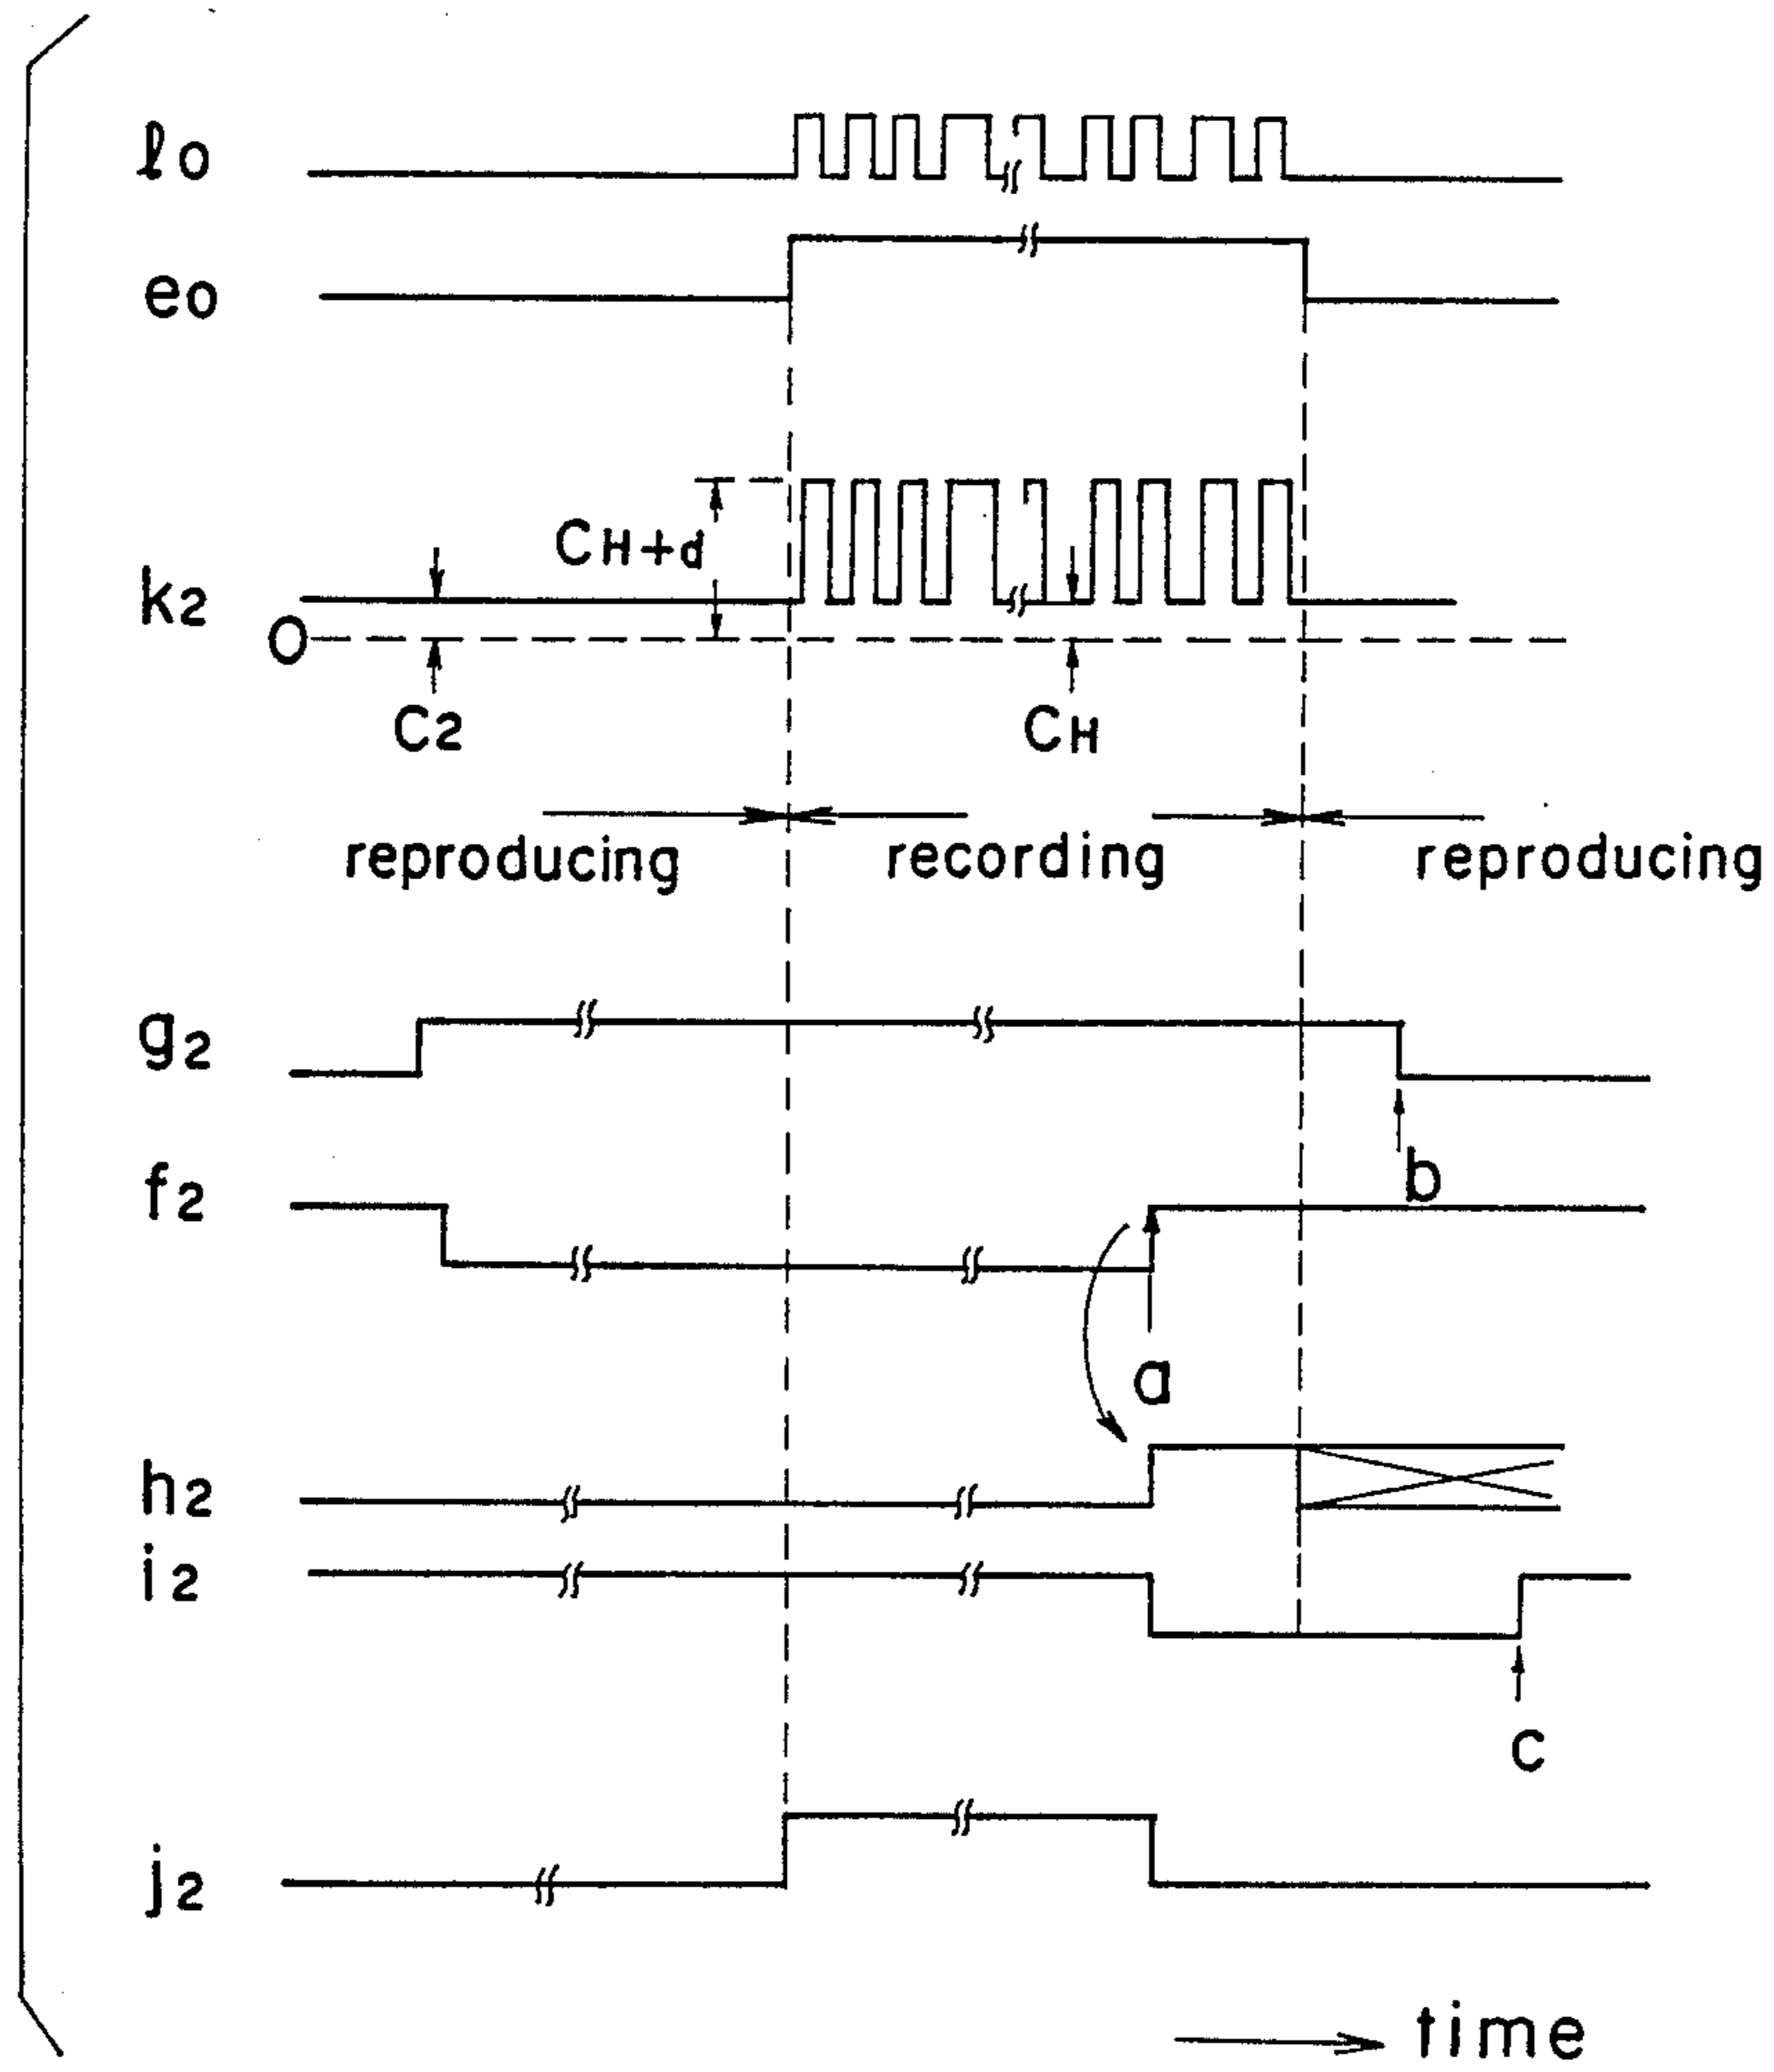 ℓ0
e0
CH+d
k2
0
C2 CH
reproducing recording reproducing
g2
b
f2
a
h2
i2
c
j2
time